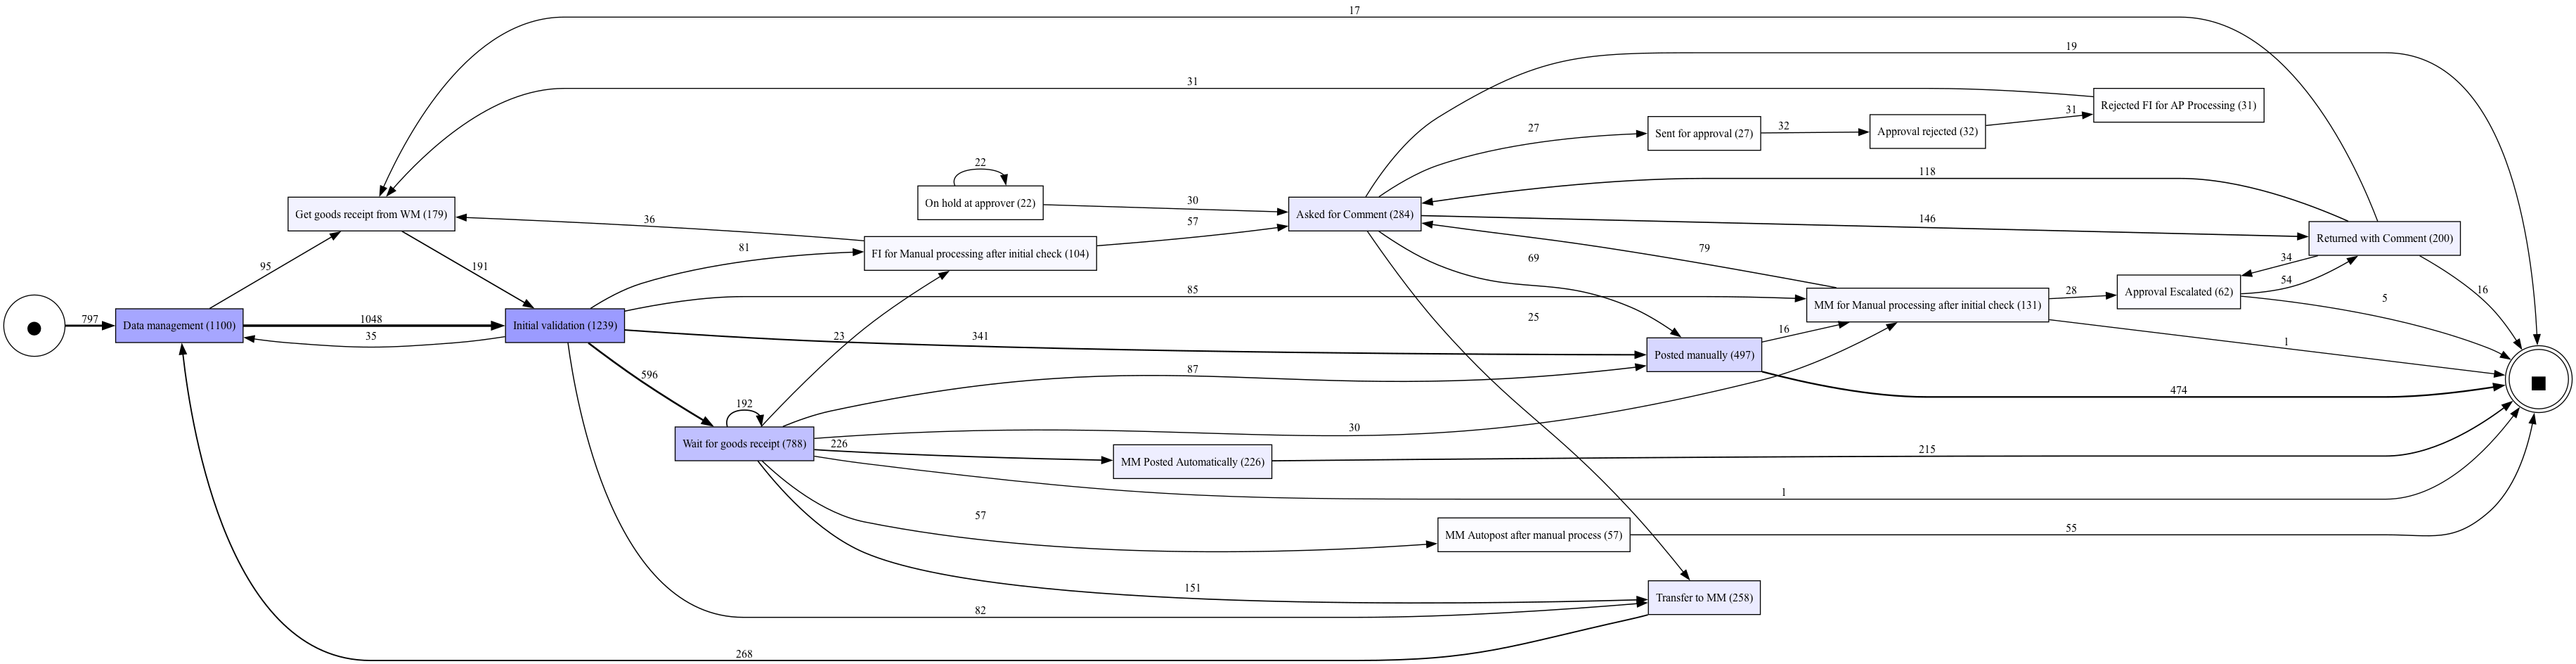 17
19
31
Rejected FI for AP Processing (31)
31
27
Sent for approval (27)
32
Approval rejected (32)
22
On hold at approver (22)
30
118
Get goods receipt from WM (179)
36
57
Asked for Comment (284)
146
Returned with Comment (200)
81
FI for Manual processing after initial check (104)
79
69
34
95
191
85
MM for Manual processing after initial check (131)
28
Approval Escalated (62)
54
16
5
797
Data management (1100)
1048
35
Initial validation (1239)
23
341
25
Posted manually (497)
16
1
596
87
474
192
Wait for goods receipt (788)
30
226
MM Posted Automatically (226)
215
1
57
MM Autopost after manual process (57)
55
151
Transfer to MM (258)
82
268